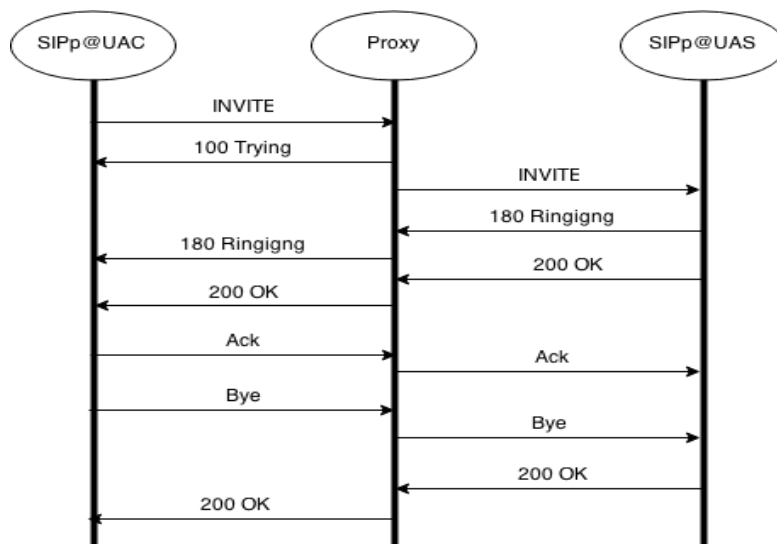 SIPp@UAC
Proxy
SIPp@UAS
INVITE
100 Trying
INVITE
180 Ringigng
180 Ringigng
200 OK
200 OK
Ack
Ack
Bye
Bye
200 OK
200 OK